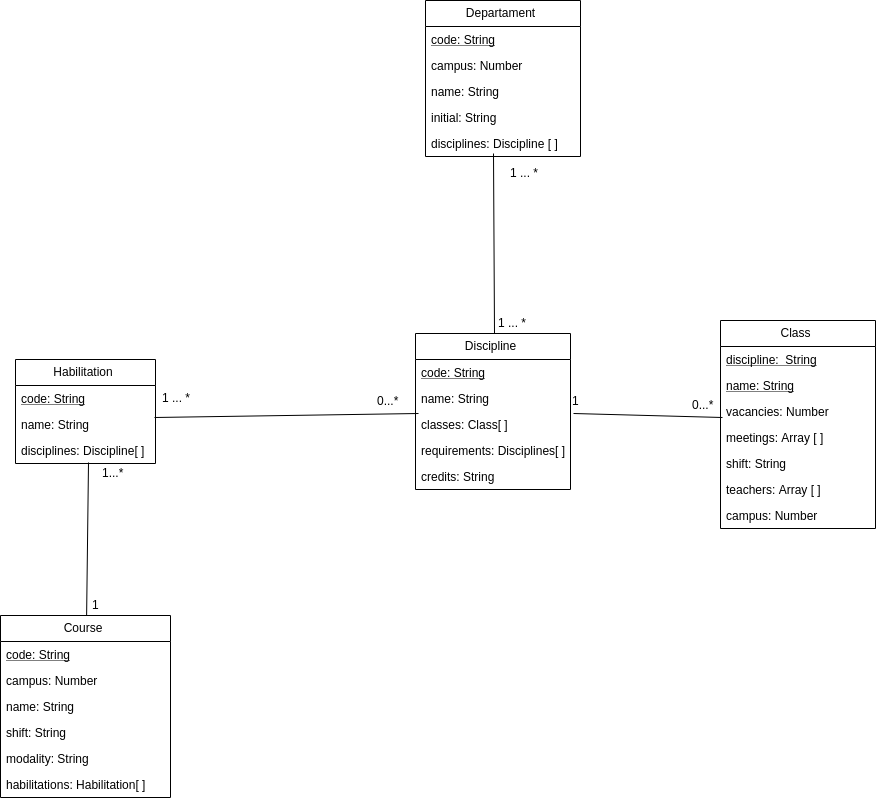 Departament
code: String
campus: Number
name: String
initial: String
disciplines: Discipline [ ]
1 ... *
1 ... *
Discipline
code: String
name: String
classes: Class[ ]
requirements: Disciplines[ ]
credits: String
Class
discipline:  String
name: String
vacancies: Number
meetings: Array [ ]
shift: String
teachers: Array [ ]
campus: Number
1
0...*
Habilitation
code: String
name: String
disciplines: Discipline[ ]
1 ... *
0...*
1...*
1
Course
code: String
campus: Number
name: String
shift: String
modality: String
habilitations: Habilitation[ ]